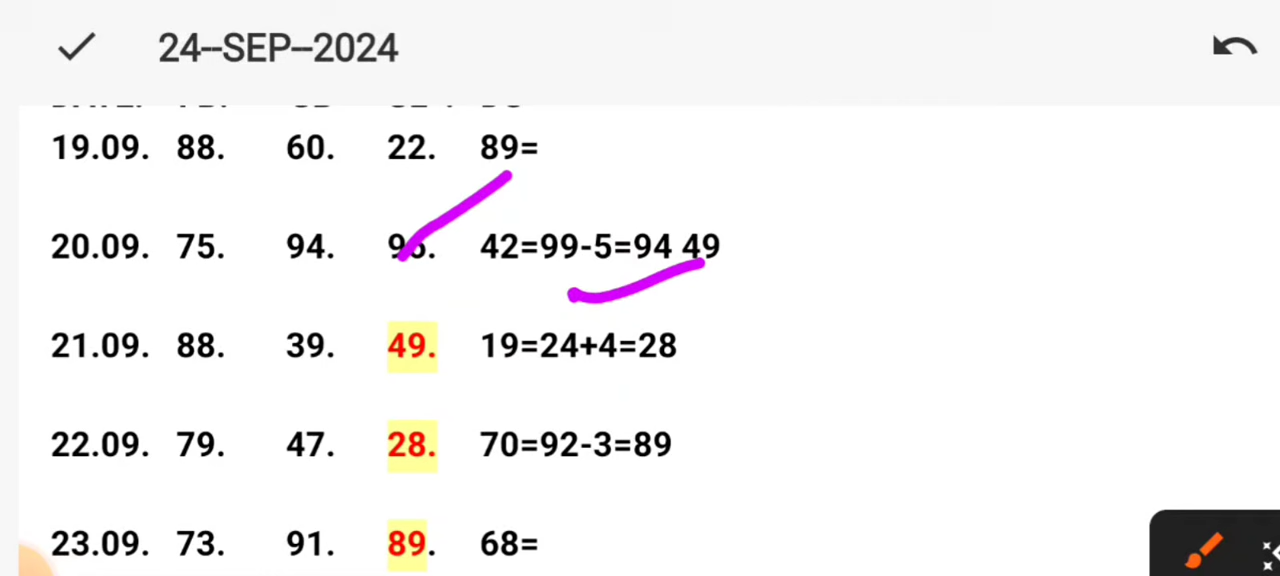 24--SEP--2024
19.09. 88. 60. 22. 89=
20.09. 75. 94. 96. 42=99-5=94 49
21.09. 88. 39. 49. 19=24+4=28
22.09. 79. 47. 28. 70=92-3=89
23.09. 73. 91. 89. 68=